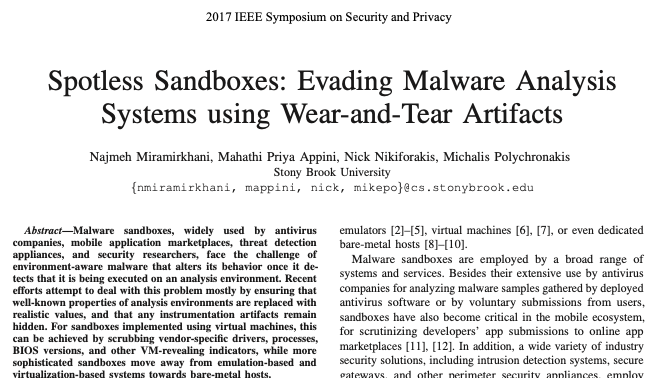 2017 IEEE Symposium on Security and Privacy
Spotless Sandboxes: Evading Malware Analysis
Systems using Wear-and-Tear Artifacts
Najmeh Miramirkhani, Mahathi Priya Appini, Nick Nikiforakis, Michalis Polychronakis
Stony Brook University
{nmiramirkhani, mappini, nick, mikepo}@cs.stonybrook.edu
Abstract—Malware sandboxes, widely used by antivirus
companies, mobile application marketplaces, threat detection
appliances, and security researchers, face the challenge of
environment-aware malware that alters its behavior once it de-
tects that it is being executed on an analysis environment. Recent
efforts attempt to deal with this problem mostly by ensuring that
well-known properties of analysis environments are replaced with
realistic values, and that any instrumentation artifacts remain
hidden. For sandboxes implemented using virtual machines, this
can be achieved by scrubbing vendor-specific drivers, processes,
BIOS versions, and other VM-revealing indicators, while more
sophisticated sandboxes move away from emulation-based and
virtualization-based systems towards bare-metal hosts.
emulators [2]–[5], virtual machines [6], [7], or even dedicated
bare-metal hosts [8]–[10].
Malware sandboxes are employed by a broad range of
systems and services. Besides their extensive use by antivirus
companies for analyzing malware samples gathered by deployed
antivirus software or by voluntary submissions from users,
sandboxes have also become critical in the mobile ecosystem,
for scrutinizing developers' app submissions to online app
marketplaces [11], [12]. In addition, a wide variety of industry
security solutions, including intrusion detection systems, secure
gateways, and other perimeter security appliances, employ